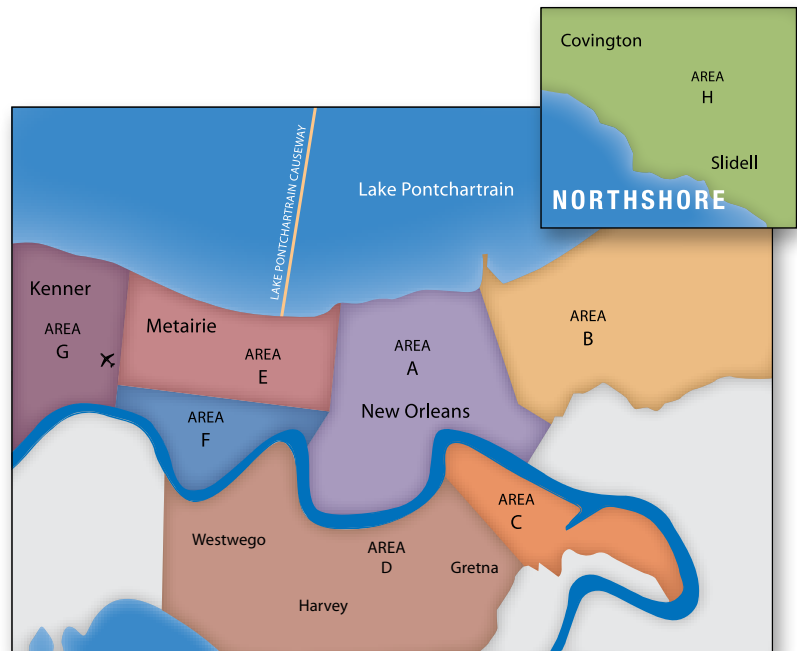 Covington
AREA
H
Slidell
NORTHSHORE
LAKE PONTCHARTRAIN CAUSEWAY
Lake Pontchartrain
Kenner
AREA
G
Metairie
AREA
E
AREA
A
New Orleans
AREA
B
AREA
F
AREA
C
Westwego
AREA
D
Gretna
Harvey